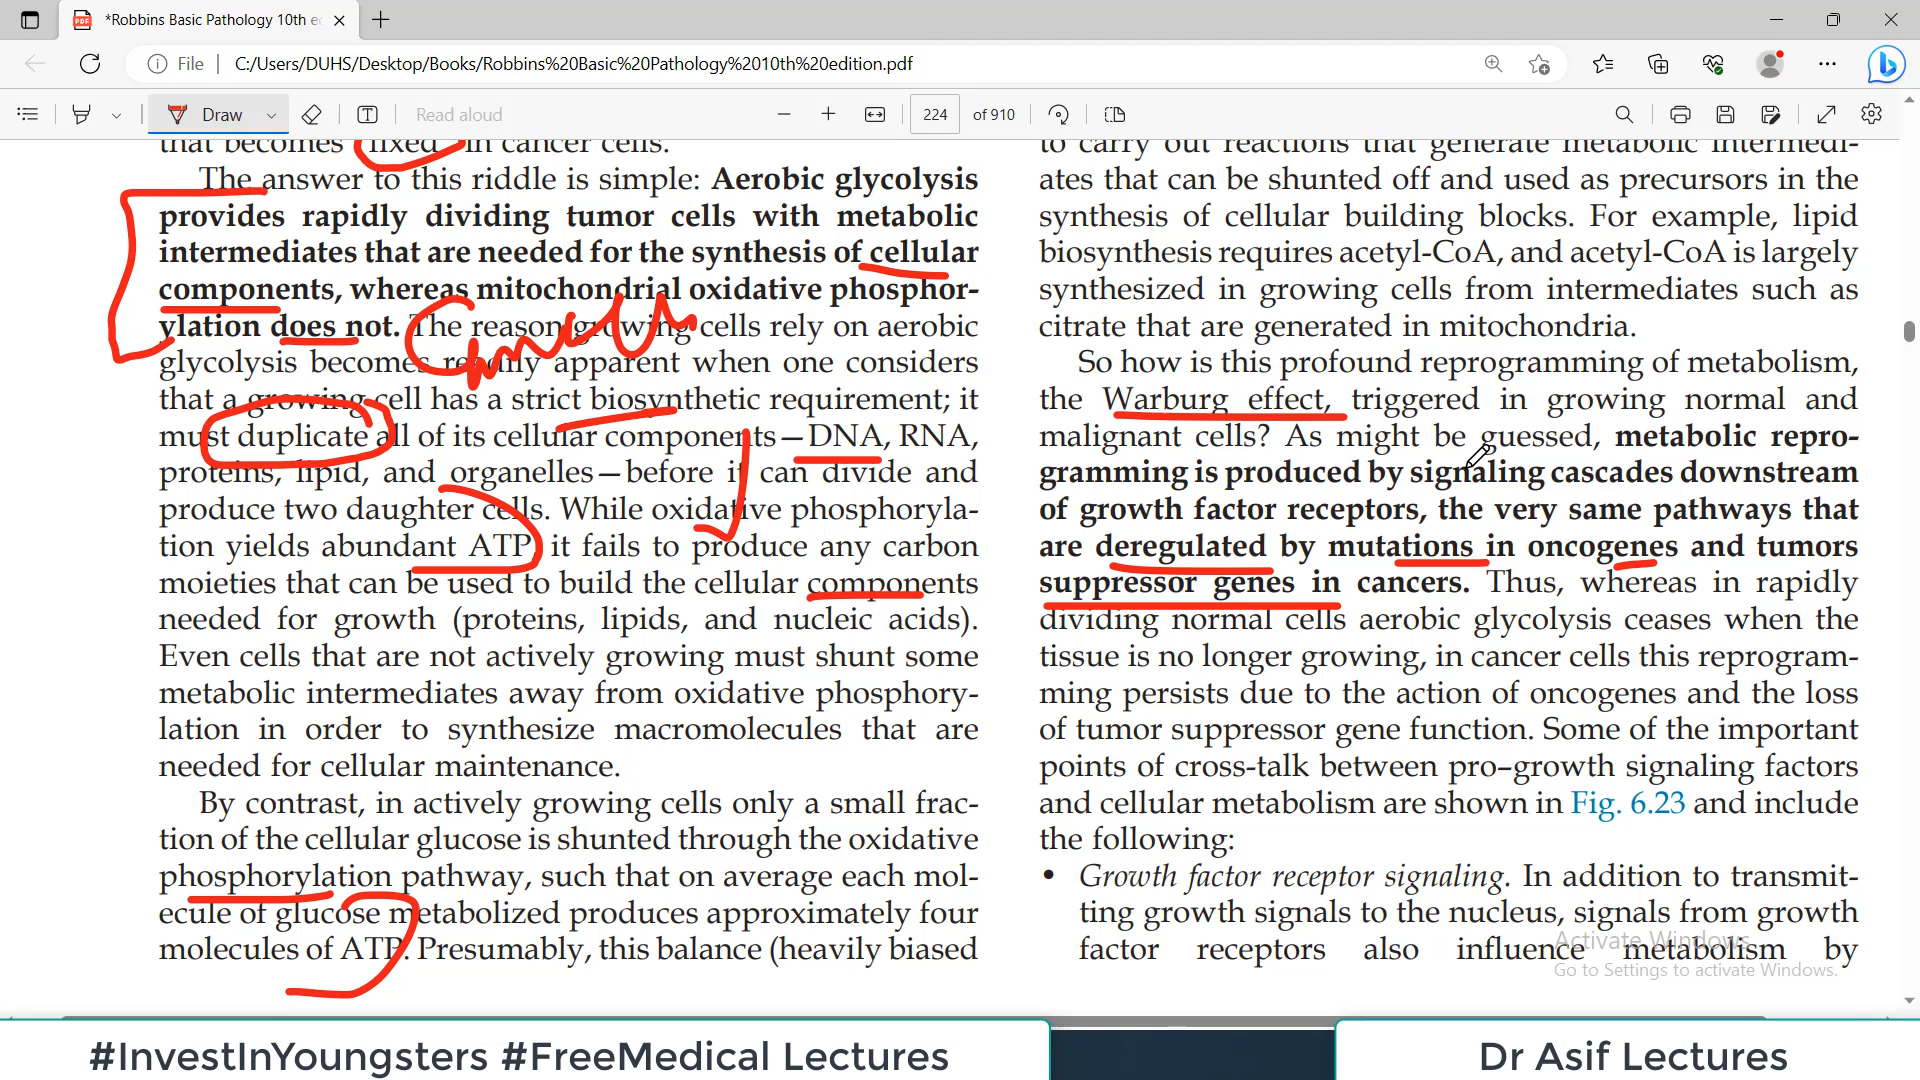 *Robbins Basic Pathology 10th e
File
C:/Users/DUHS/Desktop/Books/Robbins%20Basic%20Pathology%2010th%20edition.pdf
Draw
Read aloud
224
of 910
that becomes "fixed" in cancer cells.
The answer to this riddle is simple: Aerobic glycolysis
provides rapidly dividing tumor cells with metabolic
intermediates that are needed for the synthesis of cellular
components, whereas mitochondrial oxidative phosphor-
ylation does not. The reason growing cells rely on aerobic
glycolysis becomes readily apparent when one considers
that a growing cell has a strict biosynthetic requirement; it
must duplicate all of its cellular components—DNA, RNA,
proteins, lipid, and organelles—before it can divide and
produce two daughter cells. While oxidative phosphoryla-
tion yields abundant ATP, it fails to produce any carbon
moieties that can be used to build the cellular components
needed for growth (proteins, lipids, and nucleic acids).
Even cells that are not actively growing must shunt some
metabolic intermediates away from oxidative phosphory-
lation in order to synthesize macromolecules that are
needed for cellular maintenance.
By contrast, in actively growing cells only a small frac-
tion of the cellular glucose is shunted through the oxidative
phosphorylation pathway, such that on average each mol-
ecule of glucose metabolized produces approximately four
molecules of ATP. Presumably, this balance (heavily biased
to carry out reactions that generate metabolic intermedi-
ates that can be shunted off and used as precursors in the
synthesis of cellular building blocks. For example, lipid
biosynthesis requires acetyl-CoA, and acetyl-CoA is largely
synthesized in growing cells from intermediates such as
citrate that are generated in mitochondria.
So how is this profound reprogramming of metabolism,
the Warburg effect, triggered in growing normal and
malignant cells? As might be guessed, metabolic repro-
gramming is produced by signaling cascades downstream
of growth factor receptors, the very same pathways that
are deregulated by mutations in oncogenes and tumors
suppressor genes in cancers. Thus, whereas in rapidly
dividing normal cells aerobic glycolysis ceases when the
tissue is no longer growing, in cancer cells this reprogram-
ming persists due to the action of oncogenes and the loss
of tumor suppressor gene function. Some of the important
points of cross-talk between pro–growth signaling factors
and cellular metabolism are shown in Fig. 6.23 and include
the following:
• Growth factor receptor signaling. In addition to transmit-
ting growth signals to the nucleus, signals from growth
factor receptors also influence metabolism by
Activate Windows
Go to Settings to activate Windows.
#InvestInYoungsters #FreeMedical Lectures
Dr Asif Lectures